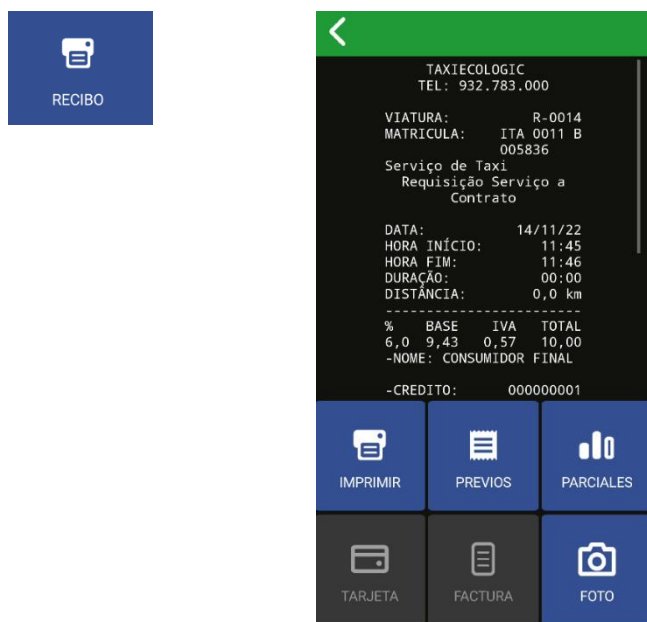 RECIBO
TAXIECOLOGIC
TEL: 932.783.000
VIATURA: R-0014
MATRICULA: ITA 0011 B
005836
Serviço de Taxi
Requisição Serviço a
Contrato
DATA: 14/11/22
HORA INÍCIO: 11:45
HORA FIM: 11:46
DURAÇÃO: 00:00
DISTÂNCIA: 0,0 km
------------------------
% BASE IVA TOTAL
6,0 9,43 0,57 10,00
-NOME: CONSUMIDOR FINAL
-CREDITO: 000000001
IMPRIMIR PREVIOS PARCIALES
TARJETA FACTURA FOTO